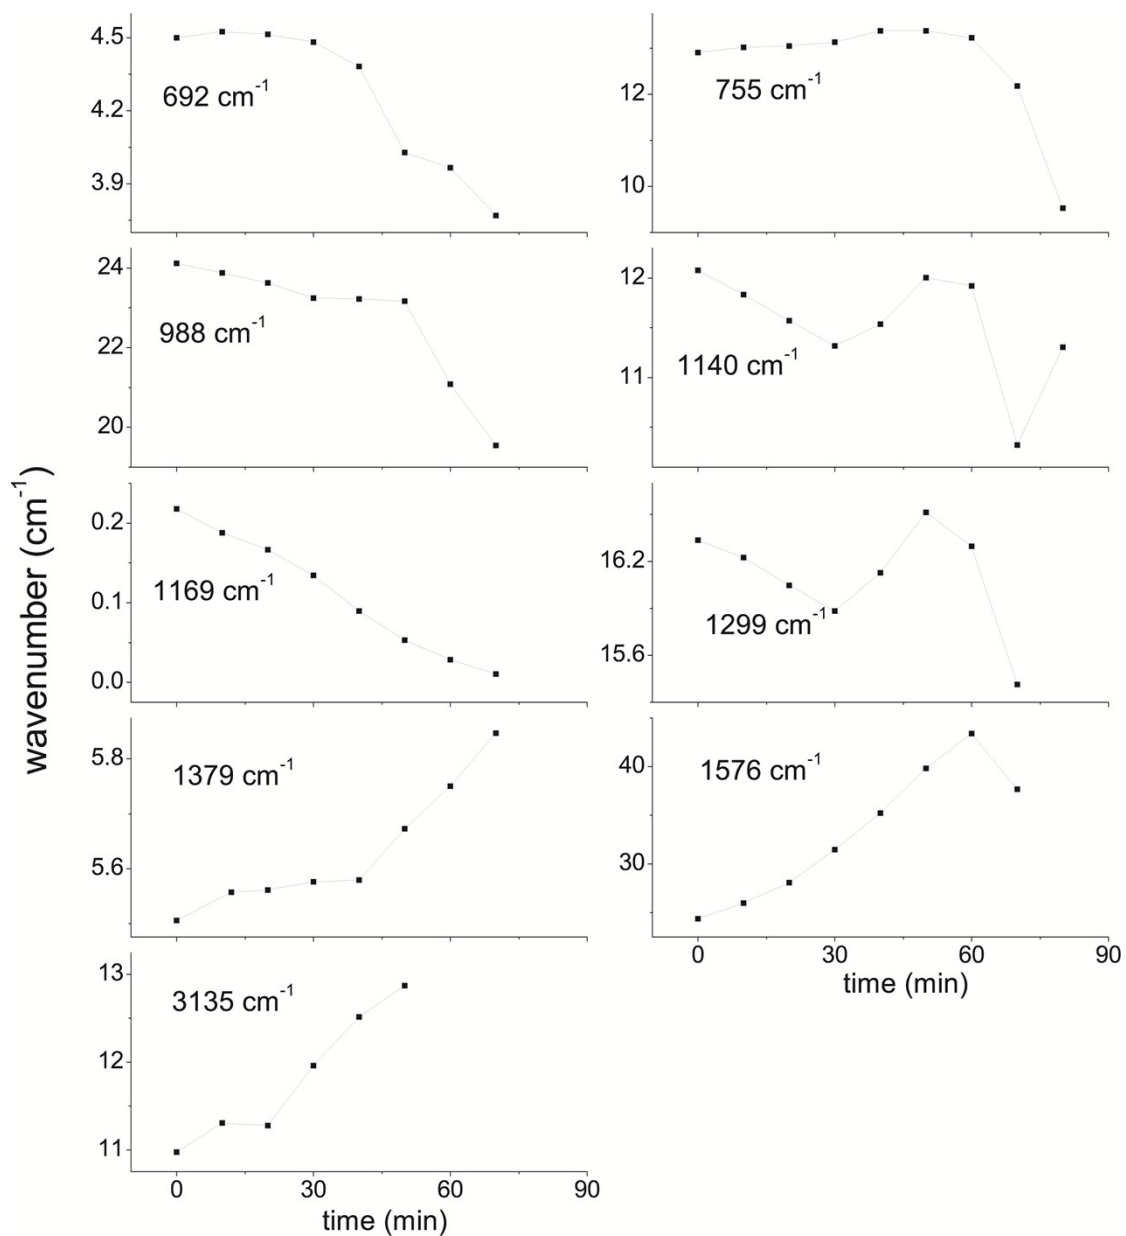 wavenumber (cm⁻¹)
4.5
4.2
3.9
692 cm⁻¹
12
10
755 cm⁻¹
24
22
20
988 cm⁻¹
12
11
1140 cm⁻¹
0.2
0.1
0.0
1169 cm⁻¹
16.2
15.6
1299 cm⁻¹
5.8
5.6
1379 cm⁻¹
40
30
1576 cm⁻¹
0 30 60 90
time (min)
13
12
11
3135 cm⁻¹
0 30 60 90
time (min)